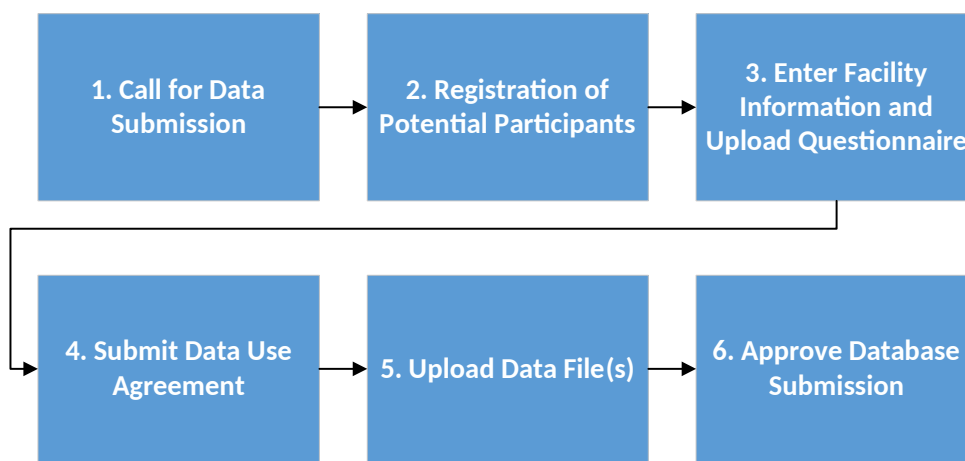 1. Call for Data
Submission
2. Registration of
Potential Participants
3. Enter Facility
Information and
Upload Questionnaire
4. Submit Data Use
Agreement
5. Upload Data File(s)
6. Approve Database
Submission